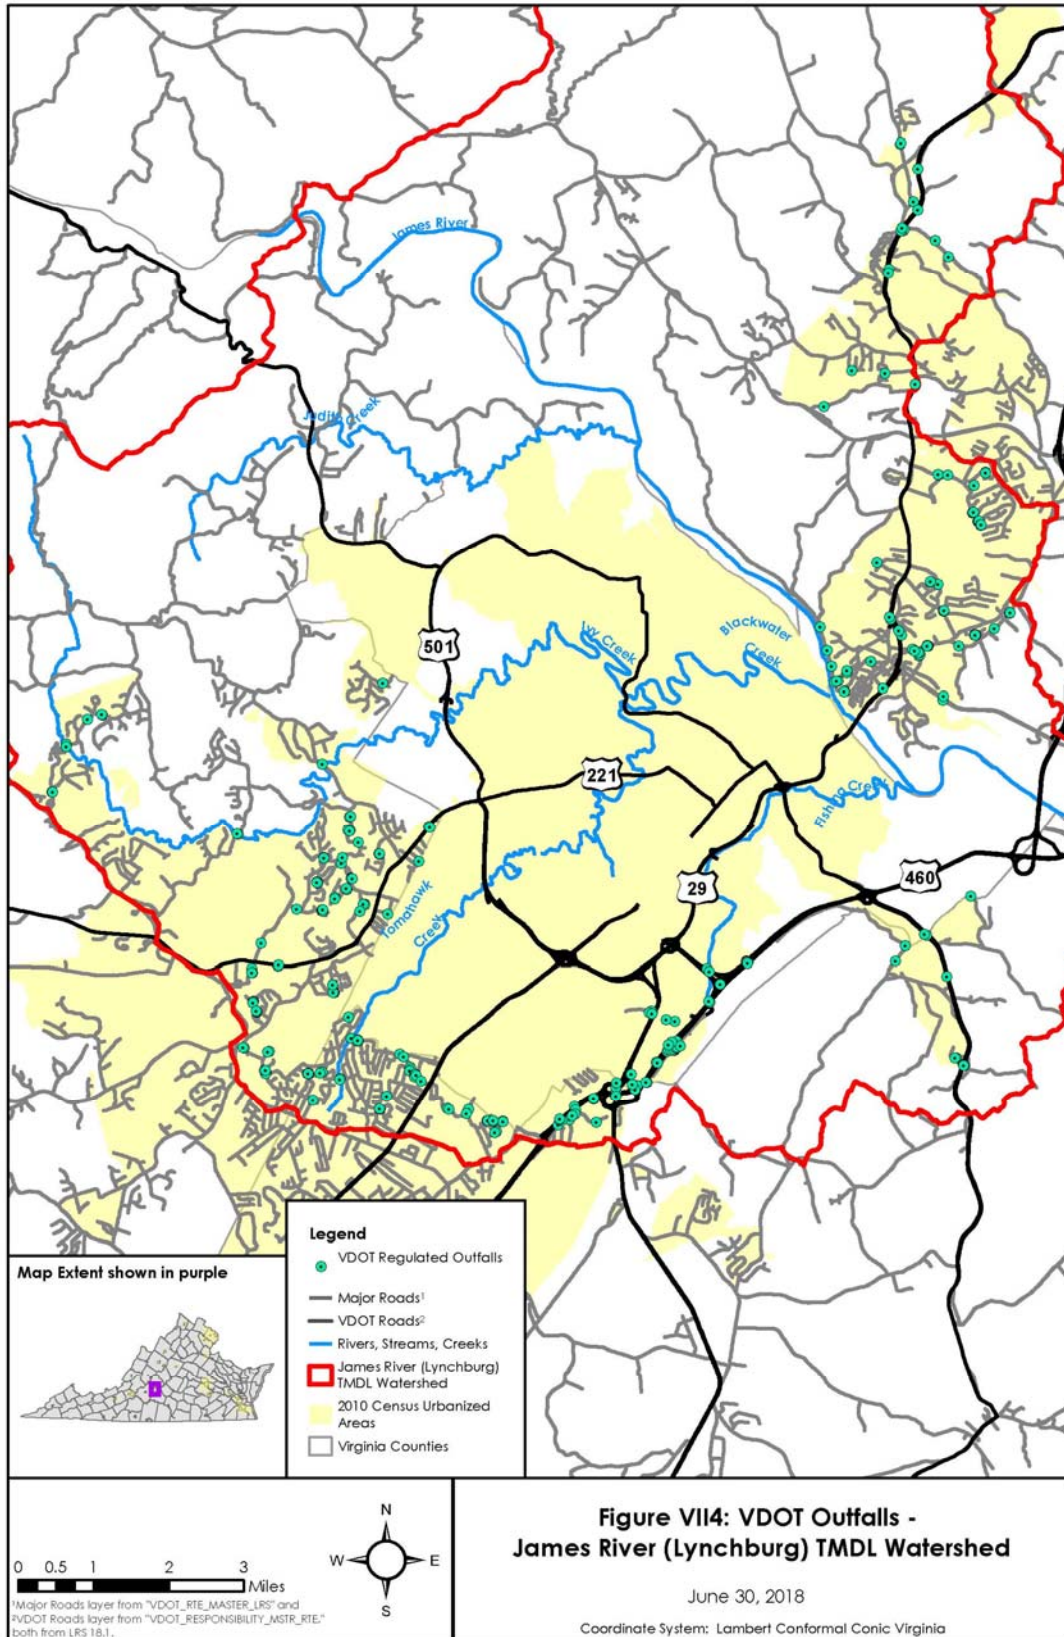 James River
Judith Creek
Ivy Creek
Blackwater
Creek
501
221
Fishing Creek
29
460
Tomahawk
Creek
Legend
VDOT Regulated Outfalls
Major Roads¹
VDOT Roads²
Rivers, Streams, Creeks
James River (Lynchburg)
TMDL Watershed
2010 Census Urbanized
Areas
Virginia Counties
Map Extent shown in purple
0 0.5 1 2 3
Miles
¹Major Roads layer from "VDOT_RTE_MASTER_LRS" and
²VDOT Roads layer from "VDOT_RESPONSIBILITY_MSTR_RTE,"
both from LRS 18.1.
N
W E
S
Figure VII4: VDOT Outfalls -
James River (Lynchburg) TMDL Watershed
June 30, 2018
Coordinate System: Lambert Conformal Conic Virginia